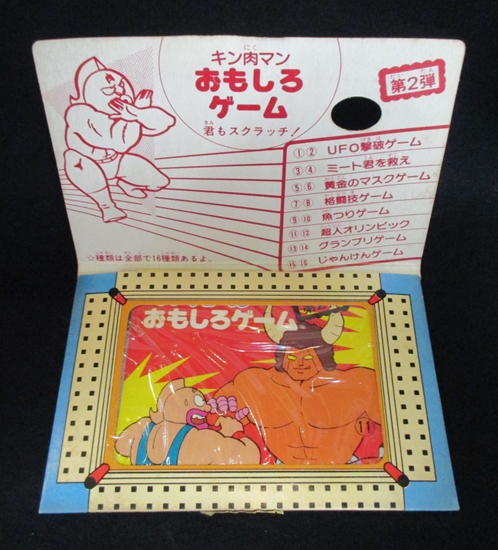 キン肉マン
おもしろ
ゲーム
君もスクラッチ!
第2弾
①② UFO撃破ゲーム
③④ ミート君を救え
⑤⑥ 黄金のマスクゲーム
⑦⑧ 格闘技ゲーム
⑨⑩ 魚つりゲーム
⑪⑫ 超人オリンピック
⑬⑭ グランプリゲーム
⑮⑯ じゃんけんゲーム
☆種類は全部で16種類あるよ。
おもしろゲーム
⑪